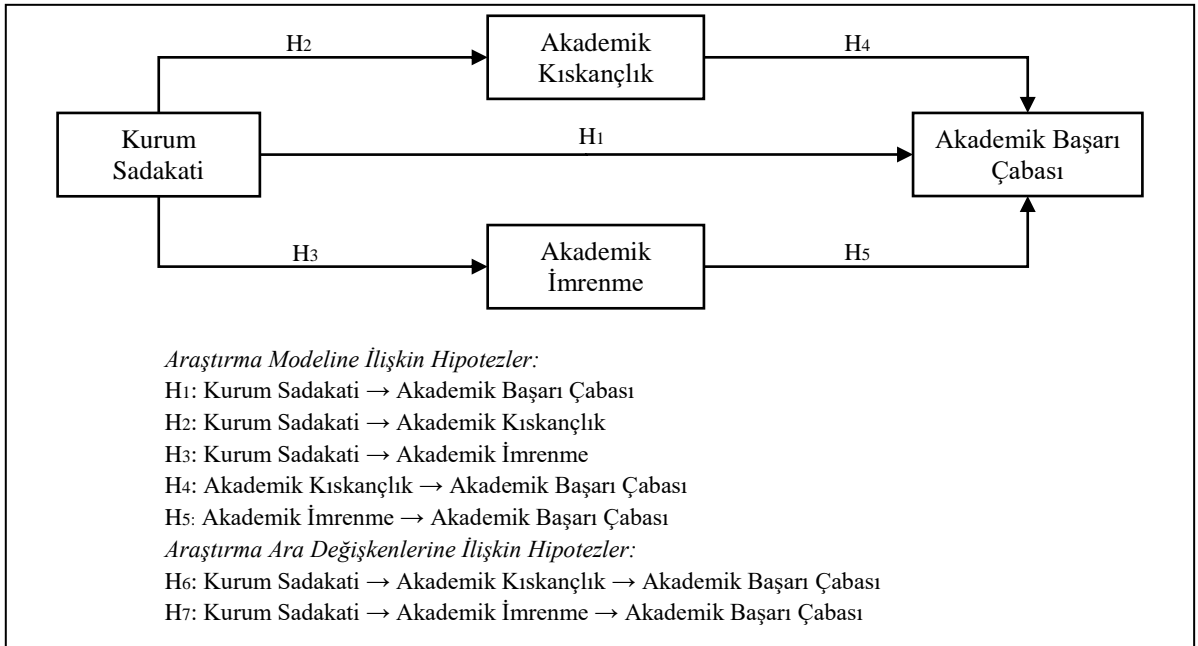 H2
Akademik
Kıskançlık
H4
Kurum
Sadakati
H1
Akademik Başarı
Çabası
H3
Akademik
İmrenme
H5
Araştırma Modeline İlişkin Hipotezler:
H1: Kurum Sadakati → Akademik Başarı Çabası
H2: Kurum Sadakati → Akademik Kıskançlık
H3: Kurum Sadakati → Akademik İmrenme
H4: Akademik Kıskançlık → Akademik Başarı Çabası
H5: Akademik İmrenme → Akademik Başarı Çabası
Araştırma Ara Değişkenlerine İlişkin Hipotezler:
H6: Kurum Sadakati → Akademik Kıskançlık → Akademik Başarı Çabası
H7: Kurum Sadakati → Akademik İmrenme → Akademik Başarı Çabası